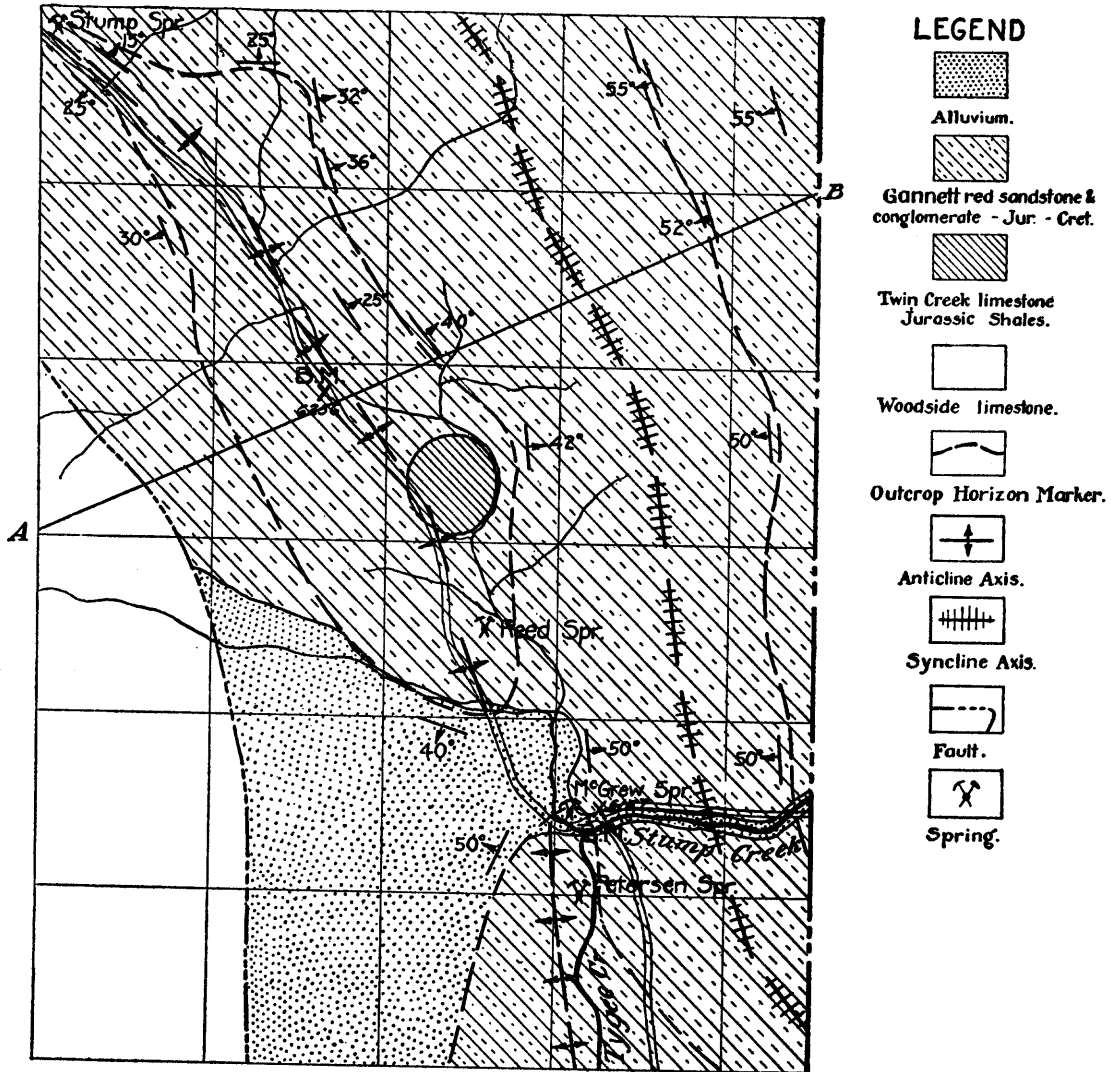 Stump Spr.
15°
25°
25°
32°
36°
55°
55°
B
30°
52°
25°
40°
B.M.
42°
50°
A
Reed Spr.
40°
50°
50°
McGrew Spr.
50°
Stump Creek
Petersen Spr.
LEGEND
Alluvium.
Gannett red sandstone &
conglomerate - Jur. - Cret.
Twin Creek limestone
Jurassic Shales.
Woodside limestone.
Outcrop Horizon Marker.
Anticline Axis.
Syncline Axis.
Fault.
Spring.